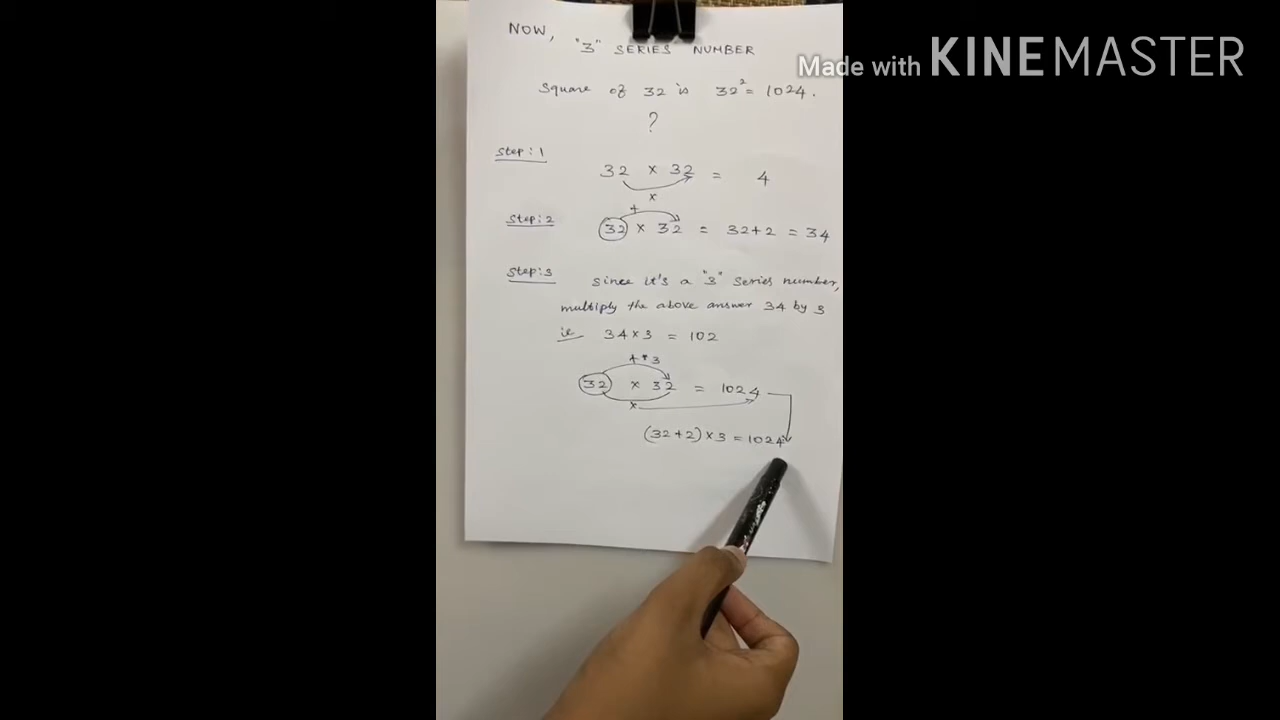 Made with KINEMASTER
NOW,
"3" SERIES NUMBER
Square of 32 is 32² = 1024.
?
Step: 1
32 × 32 = 4
×
+
Step: 2
32 × 32 = 32+2 = 34
Step: 3 Since it's a "3" series number,
multiply the above answer 34 by 3
ie 34×3 = 102
+ * 3
32 × 32 = 1024
×
(32+2)×3 = 1024